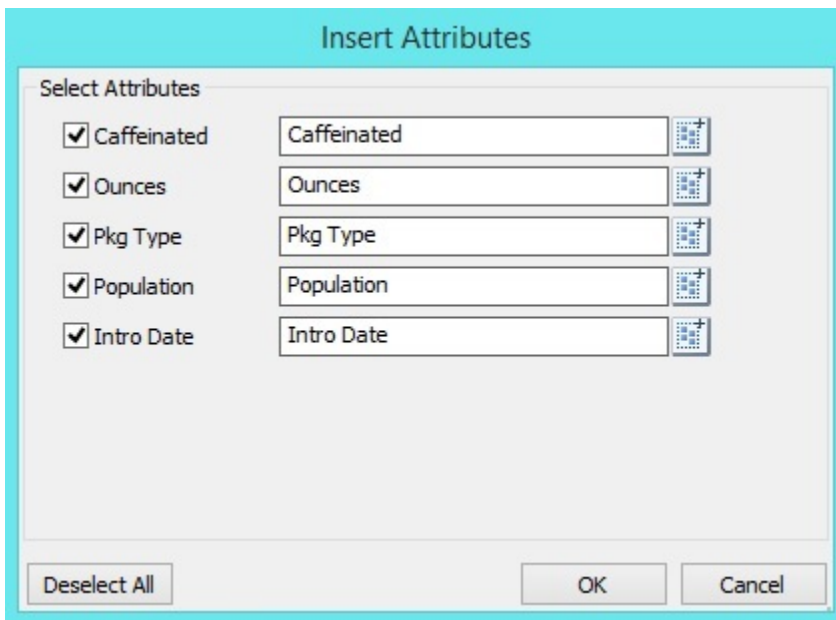 Insert Attributes
Select Attributes
Caffeinated Caffeinated
Ounces Ounces
Pkg Type Pkg Type
Population Population
Intro Date Intro Date
Deselect All OK Cancel